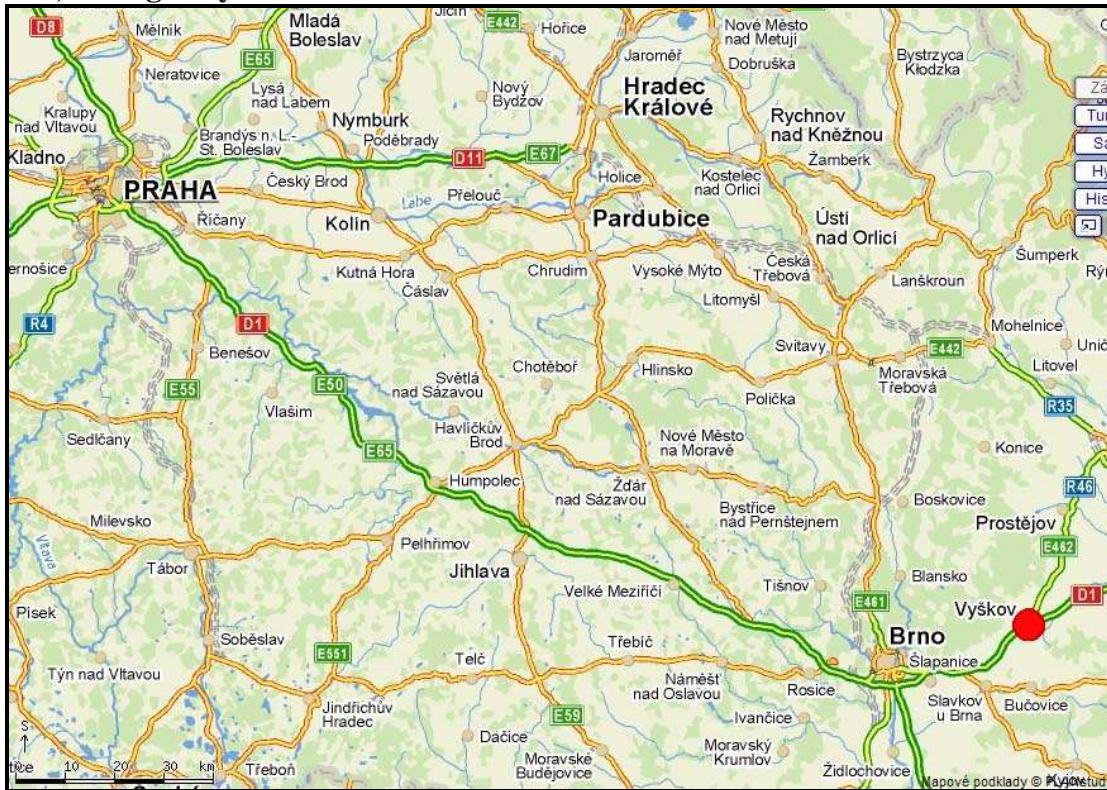 D8
Mělník
Mladá
Boleslav
E442
Hořice
Jaroměř
Nové Město
nad Metují
Dobruška
Bystrzyca
Kłodzka
E65
Neratovice
Lysá
nad Labem
Nový
Bydžov
Hradec
Králové
Kralupy
nad Vltavou
Nymburk
Poděbrady
Rychnov
nad Kněžnou
Brandýs n. L.-
St. Boleslav
Kladno
D11
E67
Žamberk
PRAHA
Český Brod
Přelouč
Holice
Kostelec
nad Orlicí
Labe
Říčany
Kolín
Pardubice
Ústí
nad Orlicí
Kutná Hora
Čáslav
Chrudim
Vysoké Mýto
Česká
Třebová
Šumperk
Lanškroun
Litomyšl
R4
D1
Mohelnice
Benešov
Svitavy
E442
Litovel
Chotěboř
Hlinsko
Moravská
Třebová
E50
Světlá
nad Sázavou
E55
Vlašim
Polička
R35
Sedlčany
Havlíčkův
Brod
Nové Město
na Moravě
Konice
E65
Humpolec
Žďár
nad Sázavou
Bystřice
nad Pernštejnem
Boskovice
R46
Prostějov
Milevsko
Vltava
Pelhřimov
E462
Tábor
Jihlava
Velké Meziříčí
Tišnov
Blansko
D1
E461
Vyškov
Písek
Soběslav
Třebíč
Brno
Šlapanice
E551
Týn nad Vltavou
Telč
Náměšť
nad Oslavou
Rosice
Slavkov
u Brna
Bučovice
Jindřichův
Hradec
E59
Ivančice
S
Dačice
Moravský
Krumlov
Moravské
Budějovice
Židlochovice
0 10 20 30 km
Třeboň
Mapové podklady ©
Kyjov